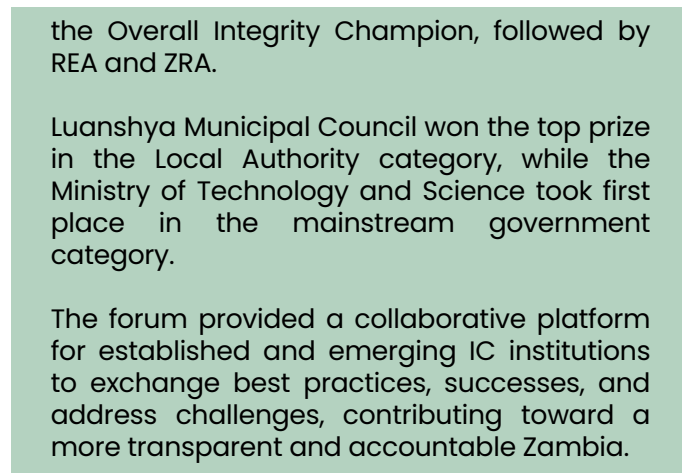 the Overall Integrity Champion, followed by
REA and ZRA.
Luanshya Municipal Council won the top prize
in the Local Authority category, while the
Ministry of Technology and Science took first
place in the mainstream government
category.
The forum provided a collaborative platform
for established and emerging IC institutions
to exchange best practices, successes, and
address challenges, contributing toward a
more transparent and accountable Zambia.